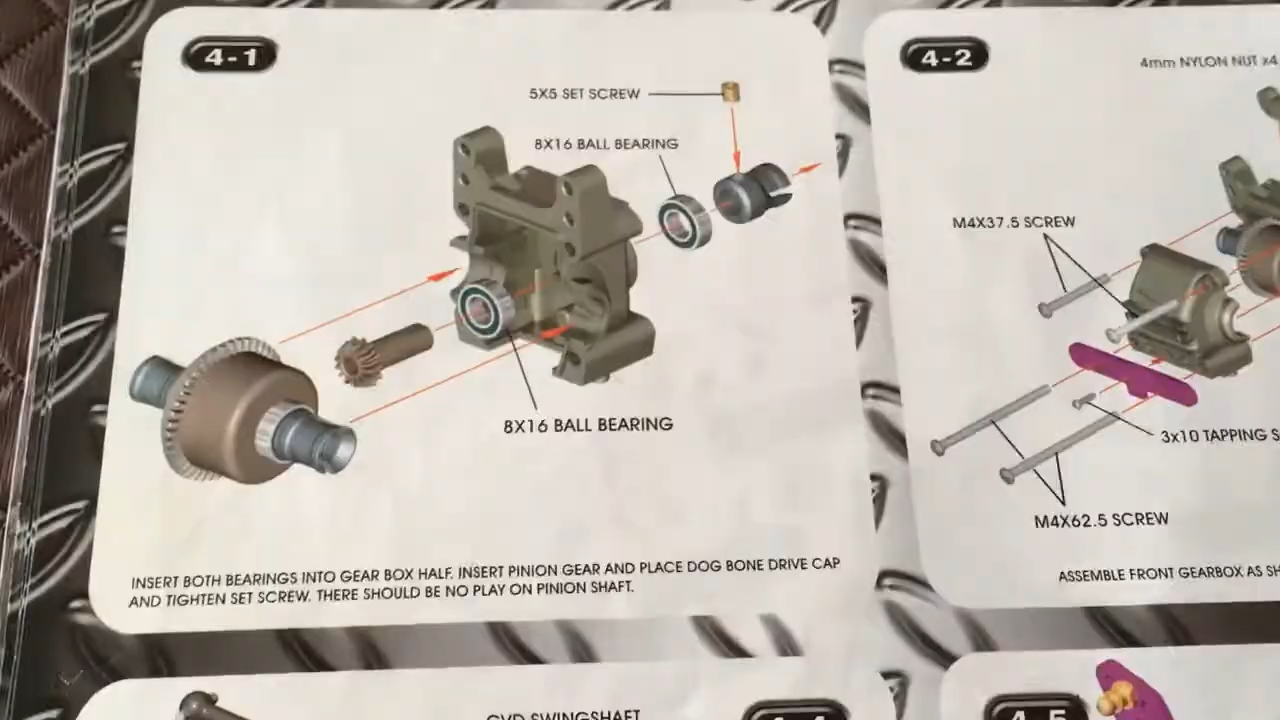 4-1
5X5 SET SCREW
8X16 BALL BEARING
8X16 BALL BEARING
INSERT BOTH BEARINGS INTO GEAR BOX HALF. INSERT PINION GEAR AND PLACE DOG BONE DRIVE CAP
AND TIGHTEN SET SCREW. THERE SHOULD BE NO PLAY ON PINION SHAFT.
4-2
4mm NYLON NUT x4
M4X37.5 SCREW
3x10 TAPPING S
M4X62.5 SCREW
ASSEMBLE FRONT GEARBOX AS SH
CVD SWINGSHAFT
4-4
4-5